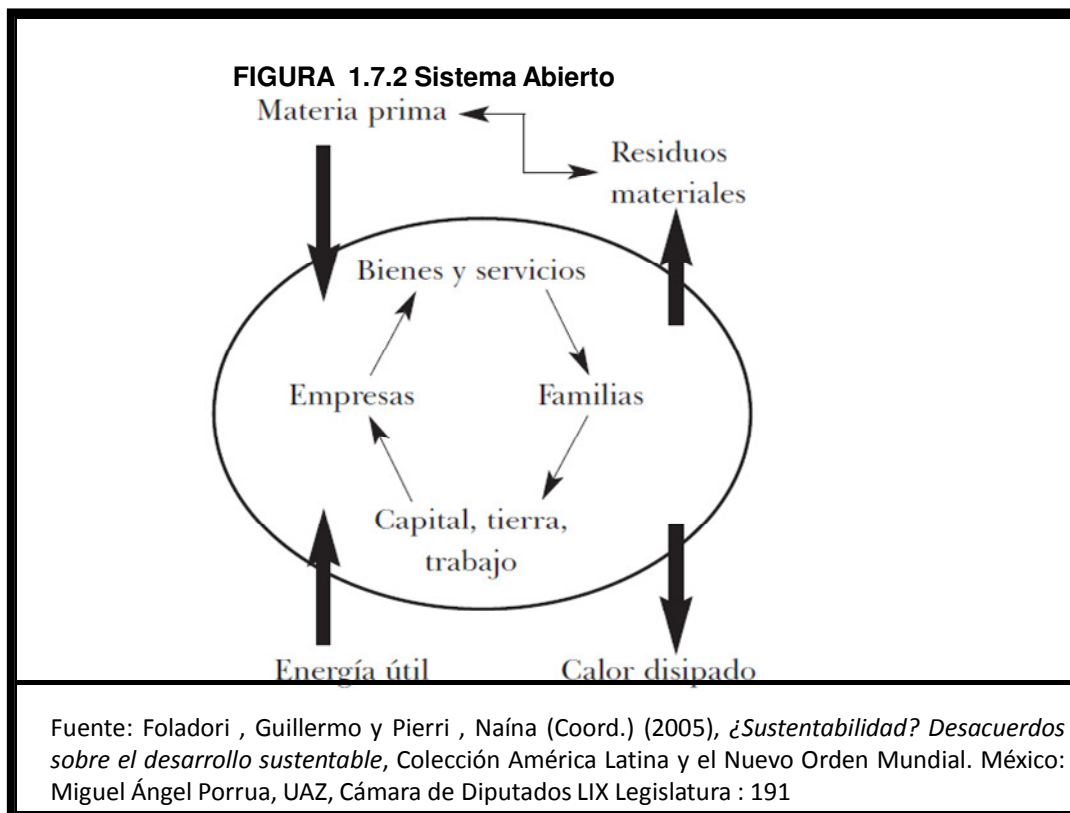 FIGURA 1.7.2 Sistema Abierto
Materia prima
Residuos
materiales
Bienes y servicios
Empresas
Familias
Capital, tierra,
trabajo
Energía útil
Calor disipado
Fuente: Foladori , Guillermo y Pierri , Naína (Coord.) (2005), ¿Sustentabilidad? Desacuerdos
sobre el desarrollo sustentable, Colección América Latina y el Nuevo Orden Mundial. México:
Miguel Ángel Porrua, UAZ, Cámara de Diputados LIX Legislatura : 191